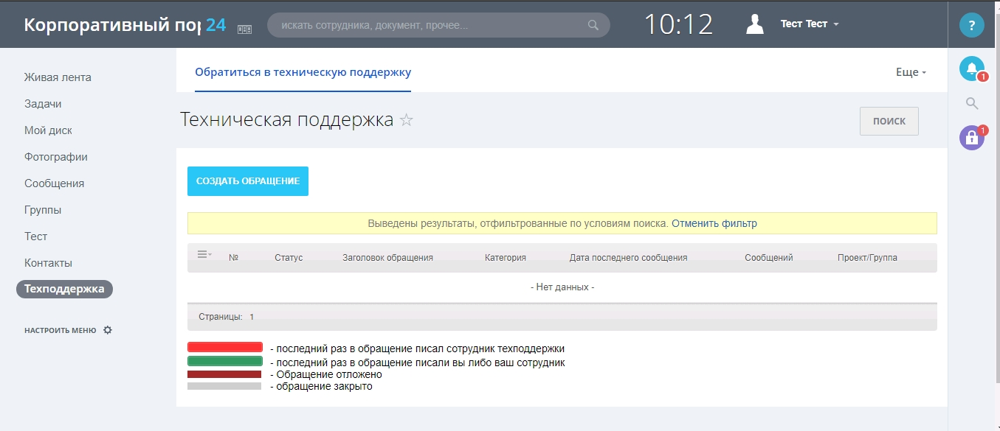 Корпоративный пор 24
искать сотрудника, документ, прочее...
10:12
Тест Тест
?
Живая лента
Задачи
Мой диск
Фотографии
Сообщения
Группы
Тест
Контакты
Техподдержка
НАСТРОИТЬ МЕНЮ
Обратиться в техническую поддержку
Еще
Техническая поддержка
ПОИСК
СОЗДАТЬ ОБРАЩЕНИЕ
Выведены результаты, отфильтрованные по условиям поиска. Отменить фильтр
№ Статус Заголовок обращения Категория Дата последнего сообщения Сообщений Проект/Группа
- Нет данных -
Страницы: 1
- последний раз в обращение писал сотрудник техподдержки
- последний раз в обращение писали вы либо ваш сотрудник
- Обращение отложено
- обращение закрыто
1
1